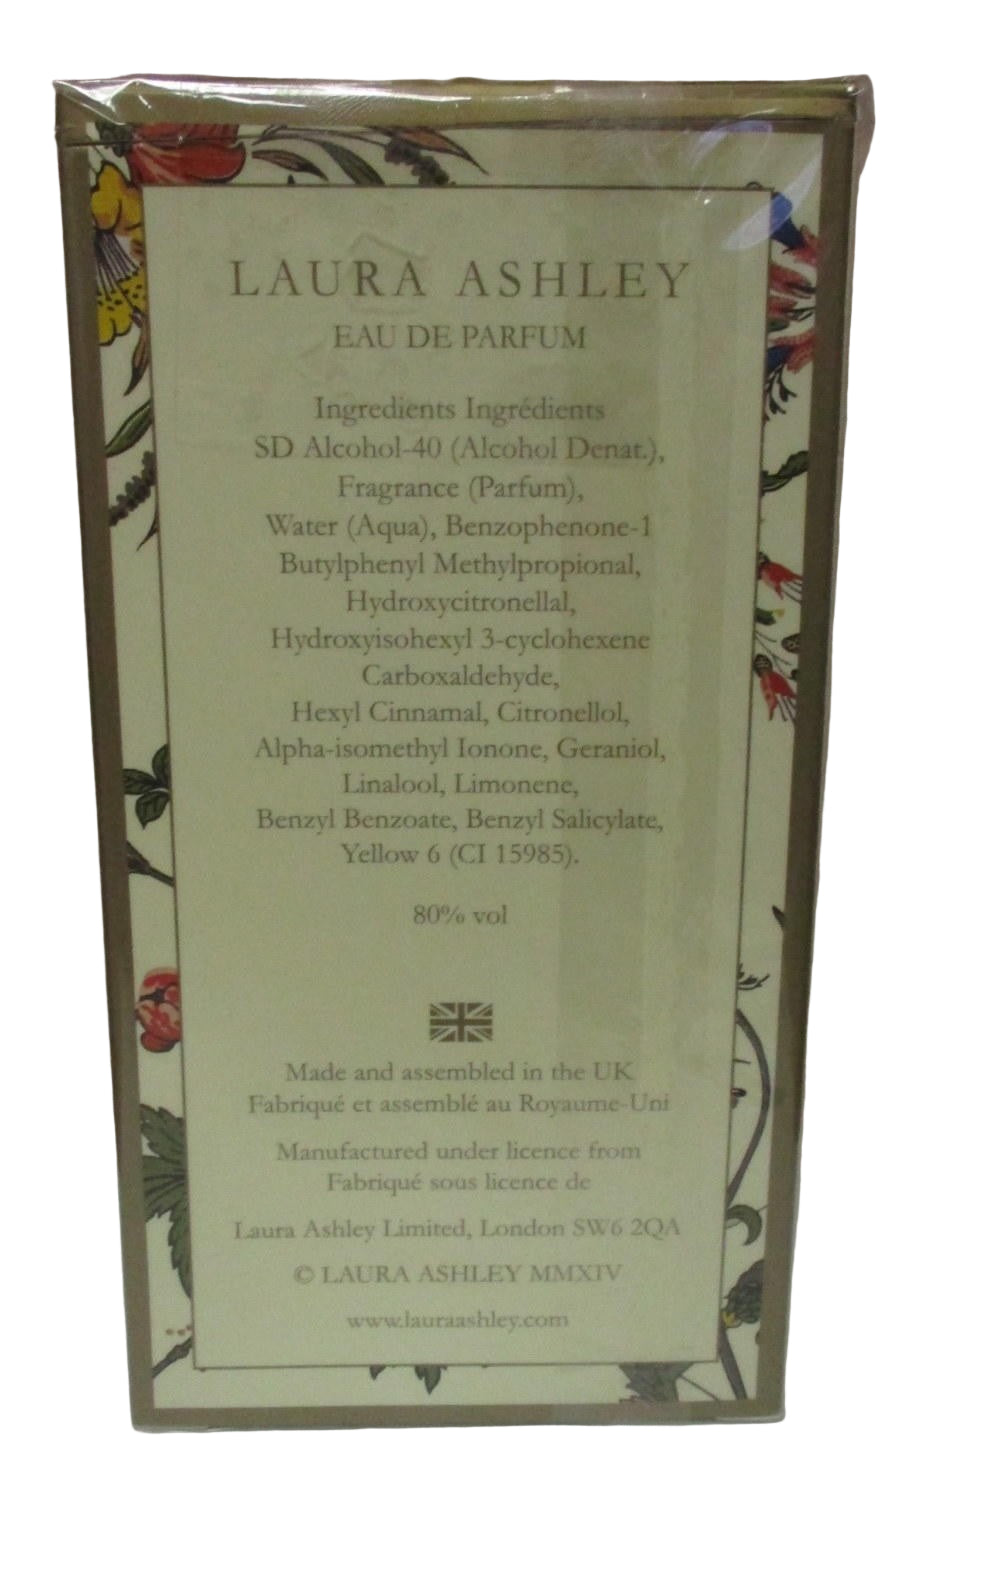 LAURA ASHLEY
EAU DE PARFUM
Ingredients Ingrédients
SD Alcohol-40 (Alcohol Denat.),
Fragrance (Parfum),
Water (Aqua), Benzophenone-1
Butylphenyl Methylpropional,
Hydroxycitronellal,
Hydroxyisohexyl 3-cyclohexene
Carboxaldehyde,
Hexyl Cinnamal, Citronellol,
Alpha-isomethyl Ionone, Geraniol,
Linalool, Limonene,
Benzyl Benzoate, Benzyl Salicylate,
Yellow 6 (CI 15985).
80% vol
Made and assembled in the UK
Fabriqué et assemblé au Royaume-Uni
Manufactured under licence from
Fabriqué sous licence de
Laura Ashley Limited, London SW6 2QA
© LAURA ASHLEY MMXIV
www.lauraashley.com